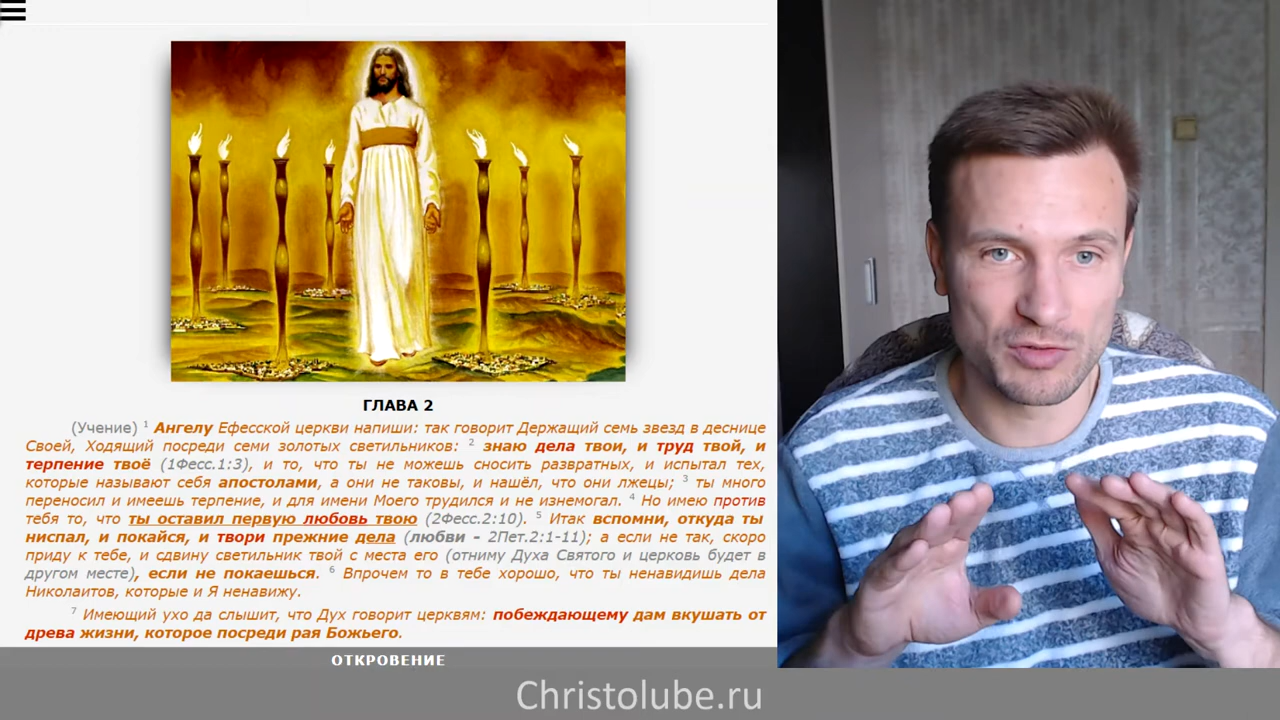 ГЛАВА 2
(Учение) 1 Ангелу Ефесской церкви напиши: так говорит Держащий семь звезд в деснице
Своей, Ходящий посреди семи золотых светильников: 2 знаю дела твои, и труд твой, и
терпение твоё (1Фесс.1:3), и то, что ты не можешь сносить развратных, и испытал тех,
которые называют себя апостолами, а они не таковы, и нашёл, что они лжецы; 3 ты много
переносил и имеешь терпение, и для имени Моего трудился и не изнемогал. 4 Но имею против
тебя то, что ты оставил первую любовь твою (2Фесс.2:10). 5 Итак вспомни, откуда ты
ниспал, и покайся, и твори прежние дела (любви – 2Пет.2:1-11); а если не так, скоро
приду к тебе, и сдвину светильник твой с места его (отниму Духа Святого и церковь будет в
другом месте), если не покаешься. 6 Впрочем то в тебе хорошо, что ты ненавидишь дела
Николаитов, которые и Я ненавижу.
7 Имеющий ухо да слышит, что Дух говорит церквям: побеждающему дам вкушать от
древа жизни, которое посреди рая Божьего.
ОТКРОВЕНИЕ
Christolube.ru